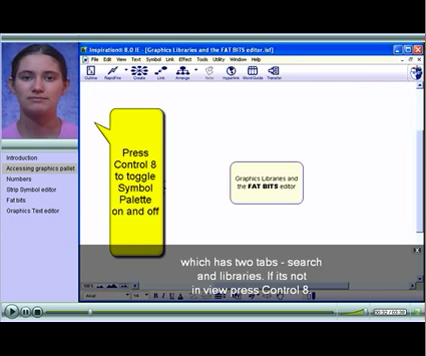 Inspiration® 8.0 IE - [Graphics Libraries and the FAT BITS editor.isf]
File Edit View Text Symbol Link Effect Tools Utility Window Help
Outline RapidFire Create Link Arrange Note Hyperlink Word Guide Transfer
Introduction
Accessing graphics pallet
Numbers
Strip Symbol editor
Fat bits
Graphics Text editor
Press
Control 8
to toggle
Symbol
Palette
on and off
Graphics Libraries and
the FAT BITS editor
which has two tabs - search
and libraries. If its not
in view press Control 8.
Arial